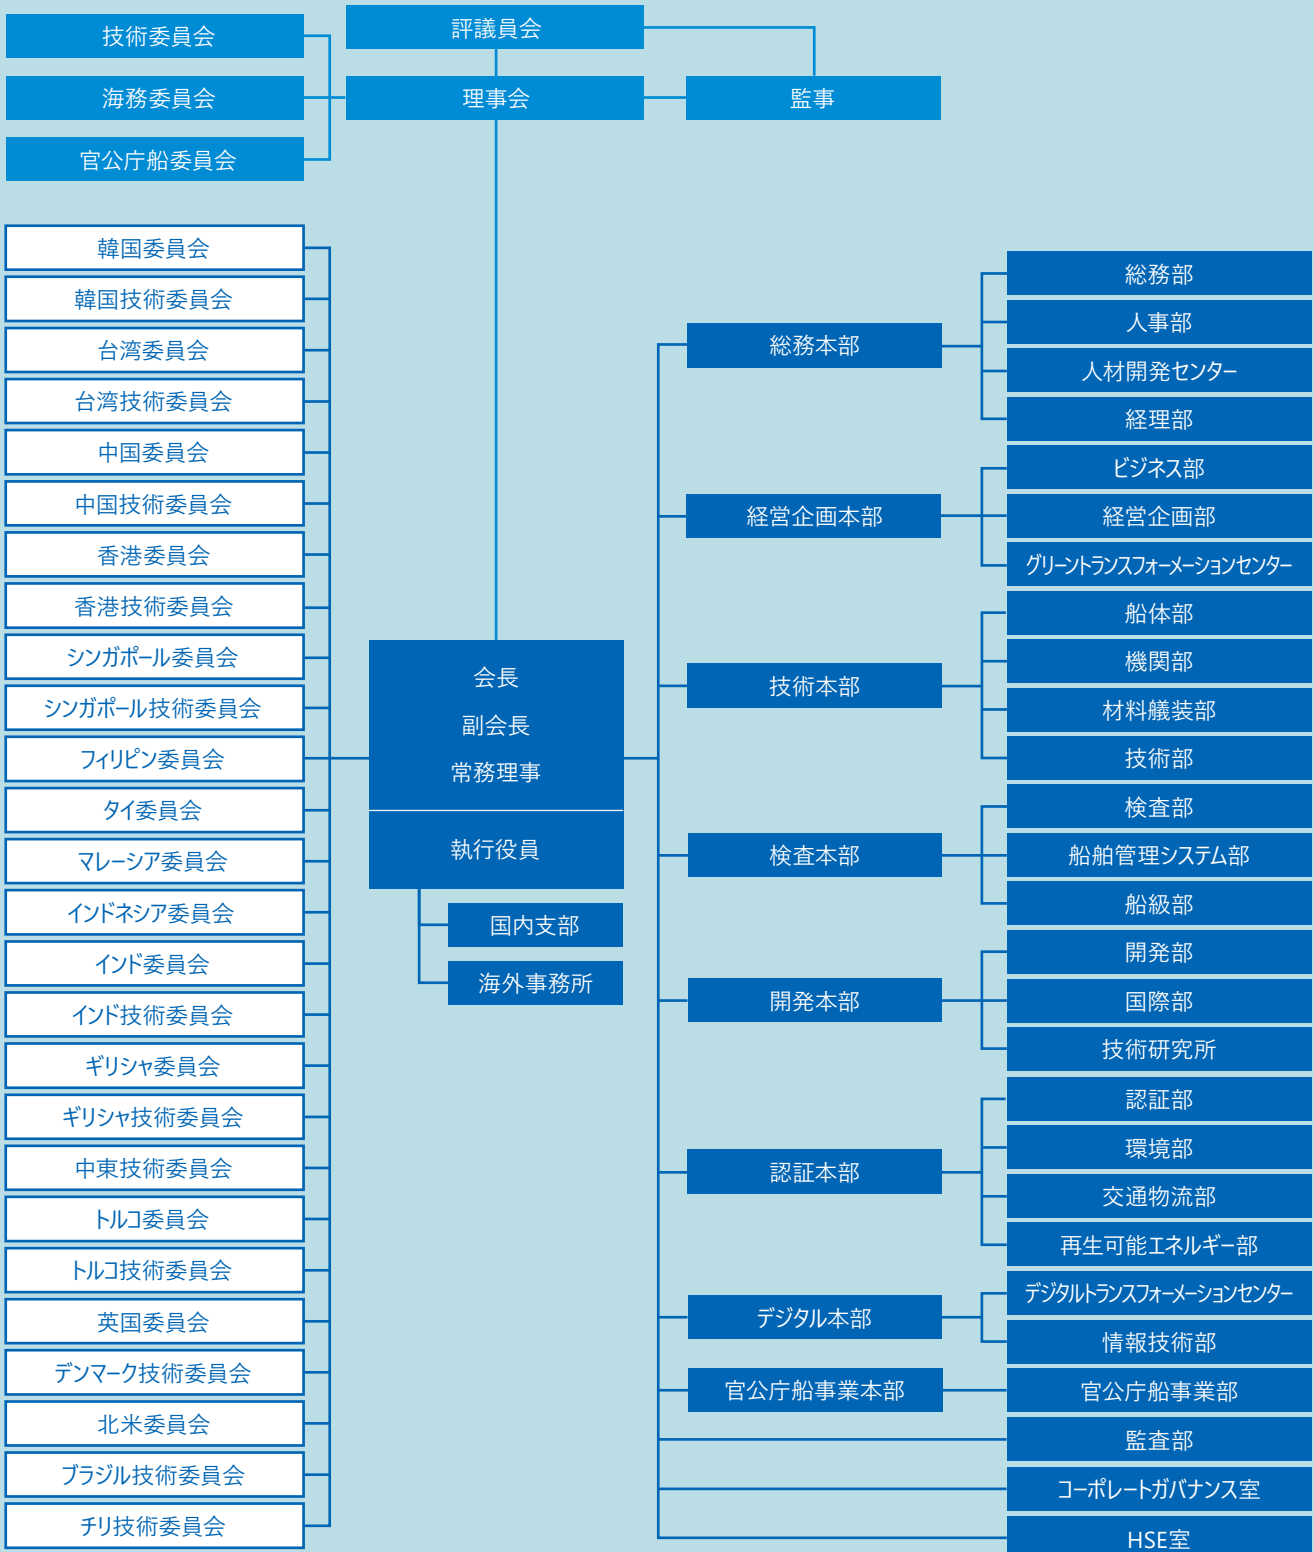 技術委員会
海務委員会
官公庁船委員会
評議員会
理事会
監事
韓国委員会
韓国技術委員会
台湾委員会
台湾技術委員会
中国委員会
中国技術委員会
香港委員会
香港技術委員会
シンガポール委員会
シンガポール技術委員会
フィリピン委員会
タイ委員会
マレーシア委員会
インドネシア委員会
インド委員会
インド技術委員会
ギリシャ委員会
ギリシャ技術委員会
中東技術委員会
トルコ委員会
トルコ技術委員会
英国委員会
デンマーク技術委員会
北米委員会
ブラジル技術委員会
チリ技術委員会
会長
副会長
常務理事
執行役員
国内支部
海外事務所
総務本部
総務部
人事部
人材開発センター
経理部
経営企画本部
ビジネス部
経営企画部
グリーントランスフォーメーションセンター
技術本部
船体部
機関部
材料艤装部
技術部
検査本部
検査部
船舶管理システム部
船級部
開発本部
開発部
国際部
技術研究所
認証本部
認証部
環境部
交通物流部
再生可能エネルギー部
デジタル本部
デジタルトランスフォーメーションセンター
情報技術部
官公庁船事業本部
官公庁船事業部
監査部
コーポレートガバナンス室
HSE室